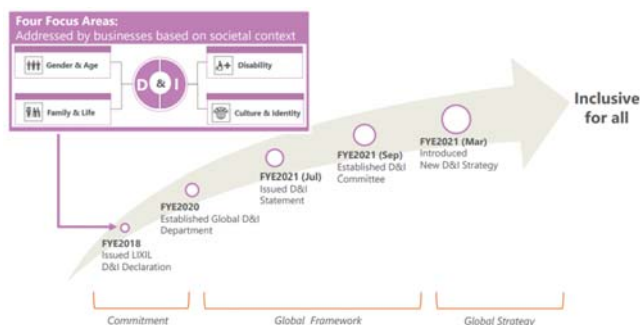 Four Focus Areas:
Addressed by businesses based on societal context
Gender & Age
Disability
D & I
Family & Life
Culture & Identity
Inclusive
for all
FYE2021 (Mar)
Introduced
New D&I Strategy
FYE2021 (Sep)
Established D&I
Committee
FYE2021 (Jul)
Issued D&I
Statement
FYE2020
Established Global D&I
Department
FYE2018
Issued LIXIL
D&I Declaration
Commitment
Global Framework
Global Strategy